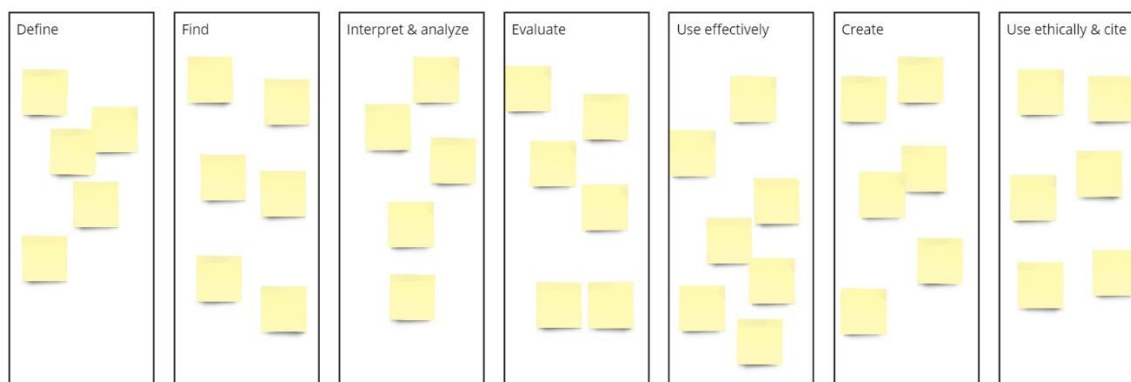 Define
Find
Interpret & analyze
Evaluate
Use effectively
Create
Use ethically & cite